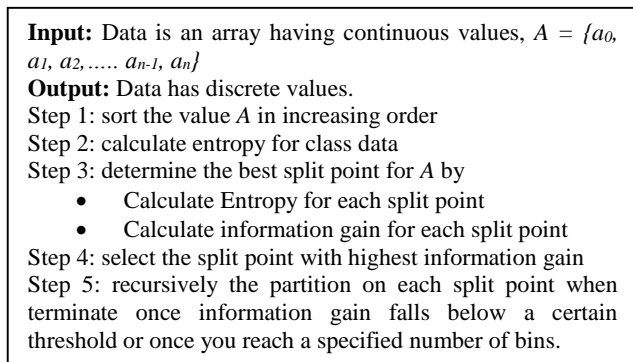 Input: Data is an array having continuous values, A = {a0,
a1, a2,..... an-1, an}
Output: Data has discrete values.
Step 1: sort the value A in increasing order
Step 2: calculate entropy for class data
Step 3: determine the best split point for A by
• Calculate Entropy for each split point
• Calculate information gain for each split point
Step 4: select the split point with highest information gain
Step 5: recursively the partition on each split point when
terminate once information gain falls below a certain
threshold or once you reach a specified number of bins.